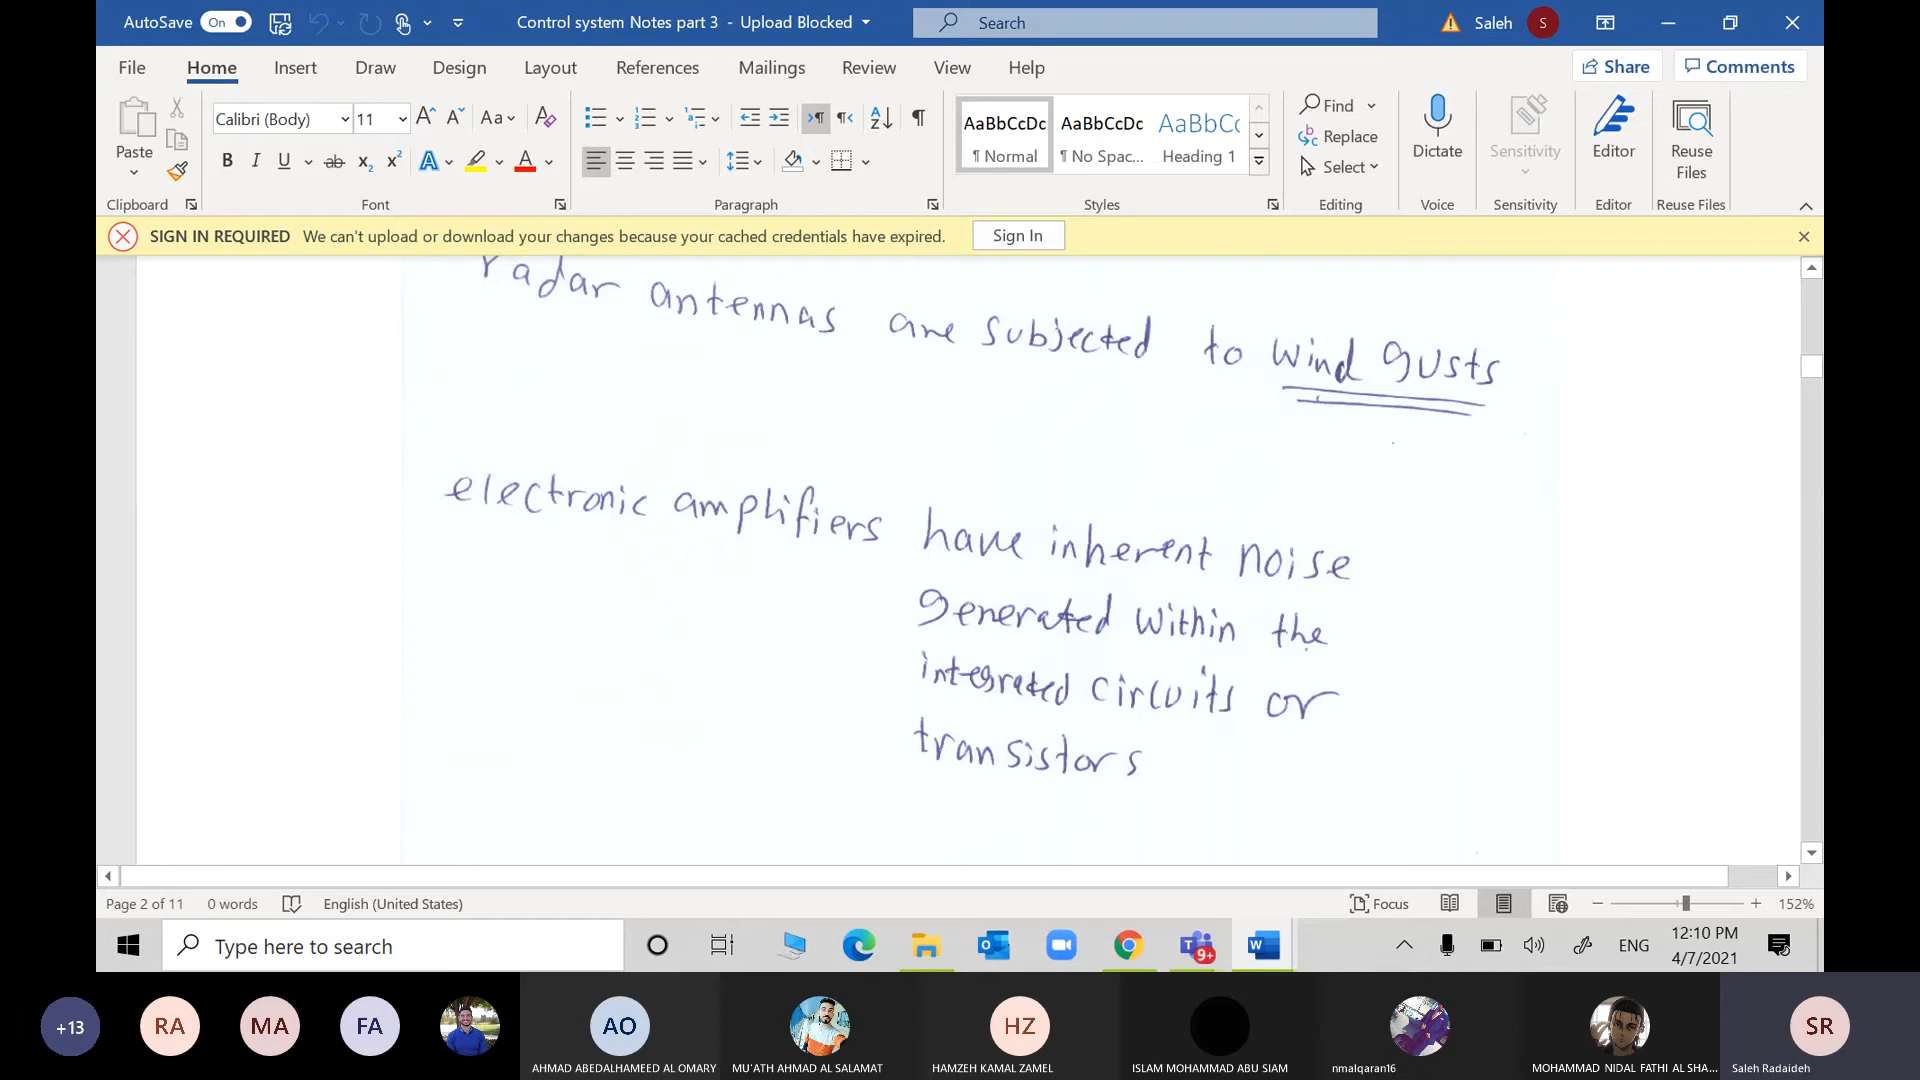 AutoSave On Control system Notes part 3 - Upload Blocked Search Saleh S
File Home Insert Draw Design Layout References Mailings Review View Help Share Comments
Calibri (Body) 11 Aa AaBbCcDc AaBbCcDc AaBbCc Find
Paste B I U ab x₂ x² A A ¶ Normal ¶ No Spac... Heading 1 Replace
Select Dictate Sensitivity Editor Reuse Files
Clipboard Font Paragraph Styles Editing Voice Sensitivity Editor Reuse Files
SIGN IN REQUIRED We can't upload or download your changes because your cached credentials have expired. Sign In
radar antennas are subjected to wind gusts
electronic amplifiers have inherent noise
generated within the
integrated circuits or
transistors
Page 2 of 11 0 words English (United States) Focus 152%
Type here to search 9+ ENG 12:10 PM
4/7/2021
+13 RA MA FA AO HZ SR
AHMAD ABEDALHAMEED AL OMARY MU'ATH AHMAD AL SALAMAT HAMZEH KAMAL ZAMEL ISLAM MOHAMMAD ABU SIAM nmalqaran16 MOHAMMAD NIDAL FATHI AL SHA... Saleh Radaideh